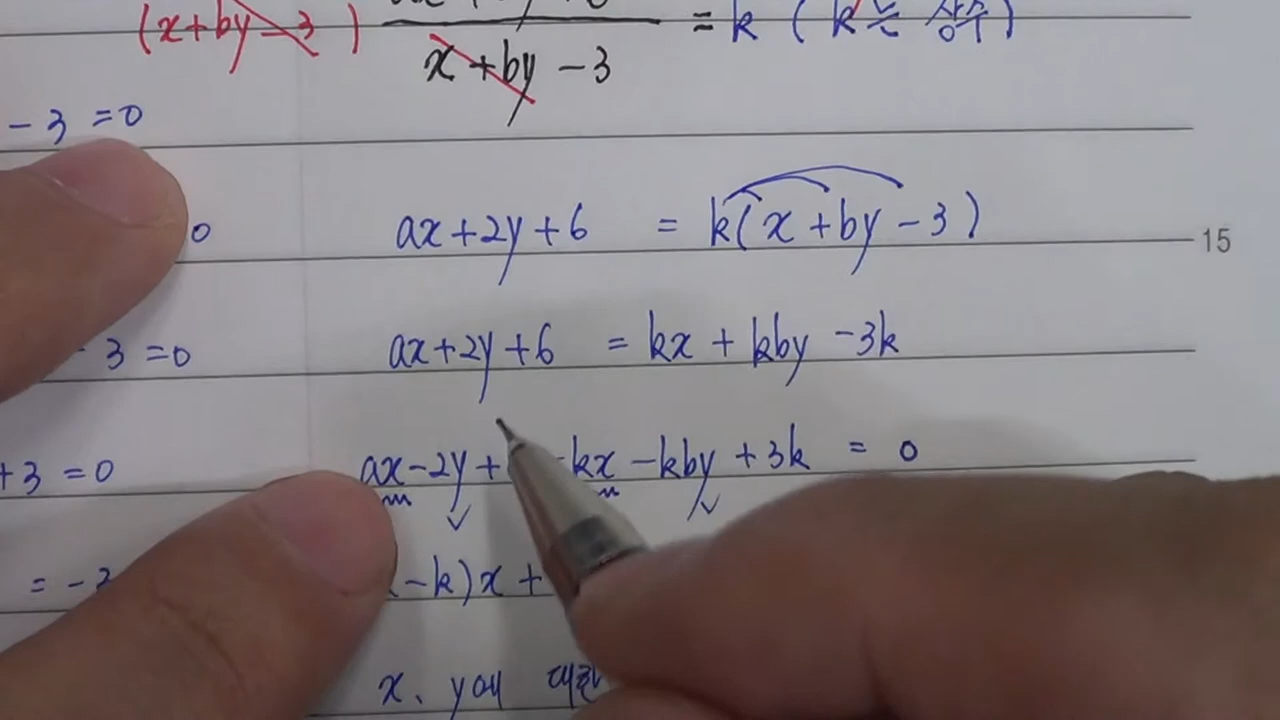 (x+by-3) = k ( k는 상수 )
x+by-3
-3=0
0 ax+2y+6 = k(x+by-3)
15
3=0 ax+2y+6 = kx+kby-3k
+3=0 ax-2y+ -kx-kby+3k = 0
= - -k)x+
x、y에